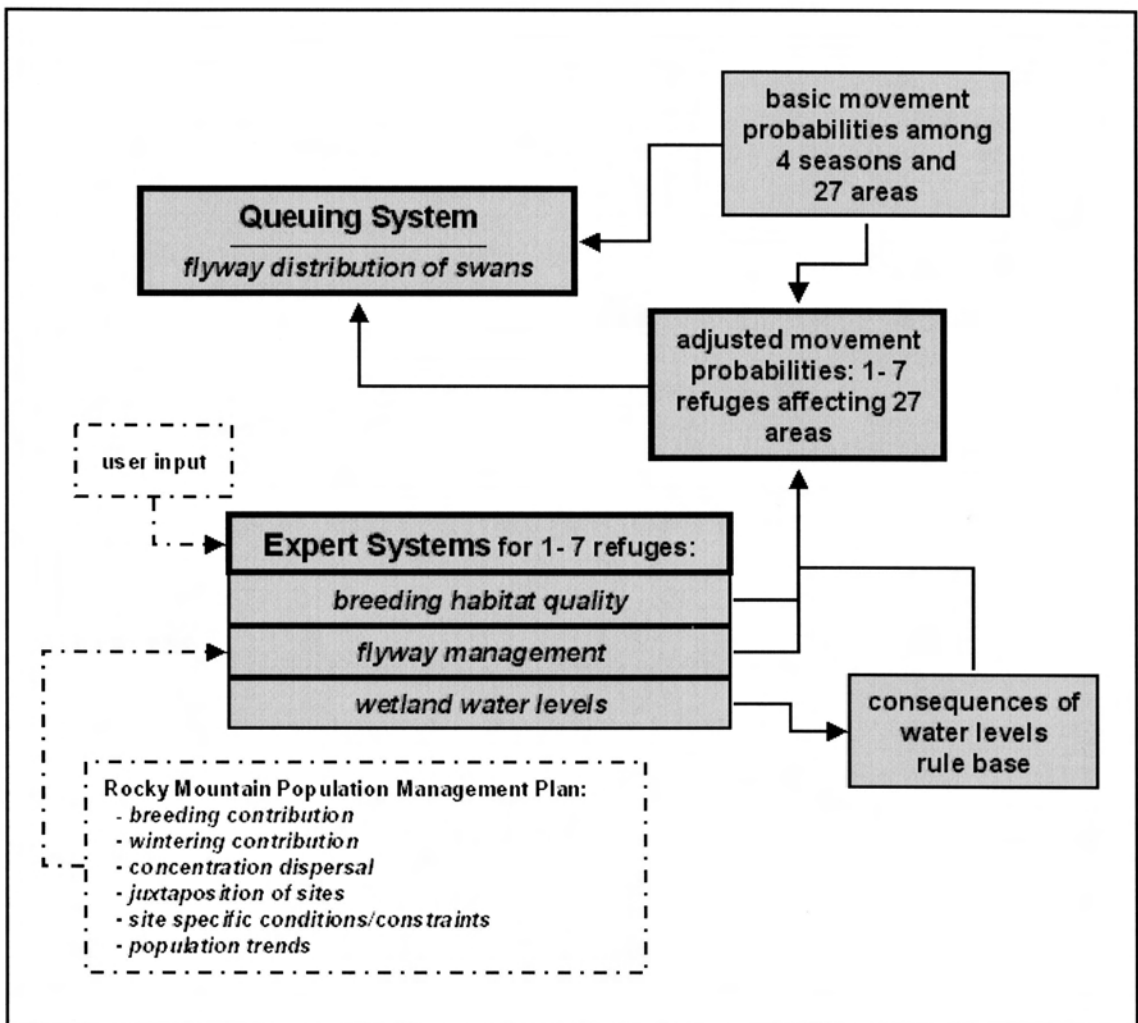 basic movement
probabilities among
4 seasons and
27 areas
Queuing System
flyway distribution of swans
adjusted movement
probabilities: 1- 7
refuges affecting 27
areas
user input
Expert Systems for 1- 7 refuges:
breeding habitat quality
flyway management
wetland water levels
consequences of
water levels
rule base
Rocky Mountain Population Management Plan:
- breeding contribution
- wintering contribution
- concentration dispersal
- juxtaposition of sites
- site specific conditions/constraints
- population trends